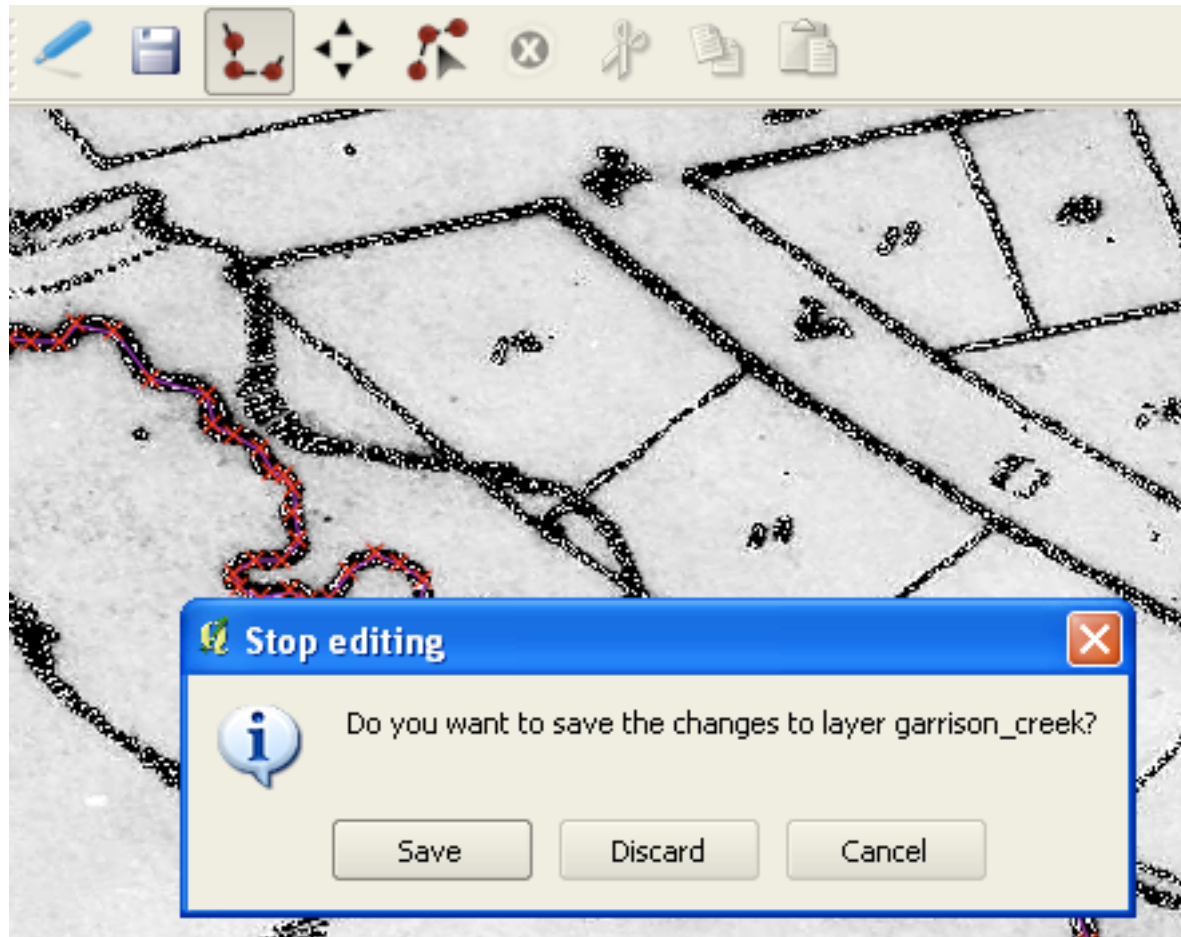 Stop editing
Do you want to save the changes to layer garrison_creek?
Save
Discard
Cancel